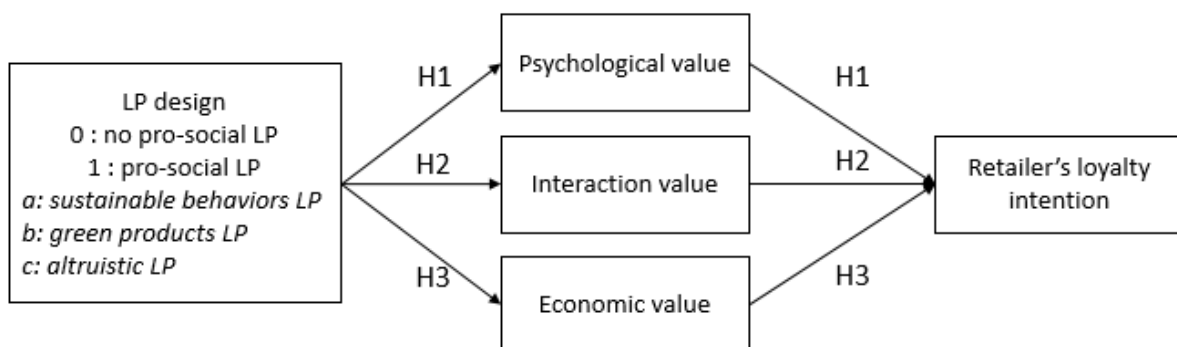 LP design
0 : no pro-social LP
1 : pro-social LP
a: sustainable behaviors LP
b: green products LP
c: altruistic LP
H1
H2
H3
Psychological value
Interaction value
Economic value
H1
H2
H3
Retailer’s loyalty
intention